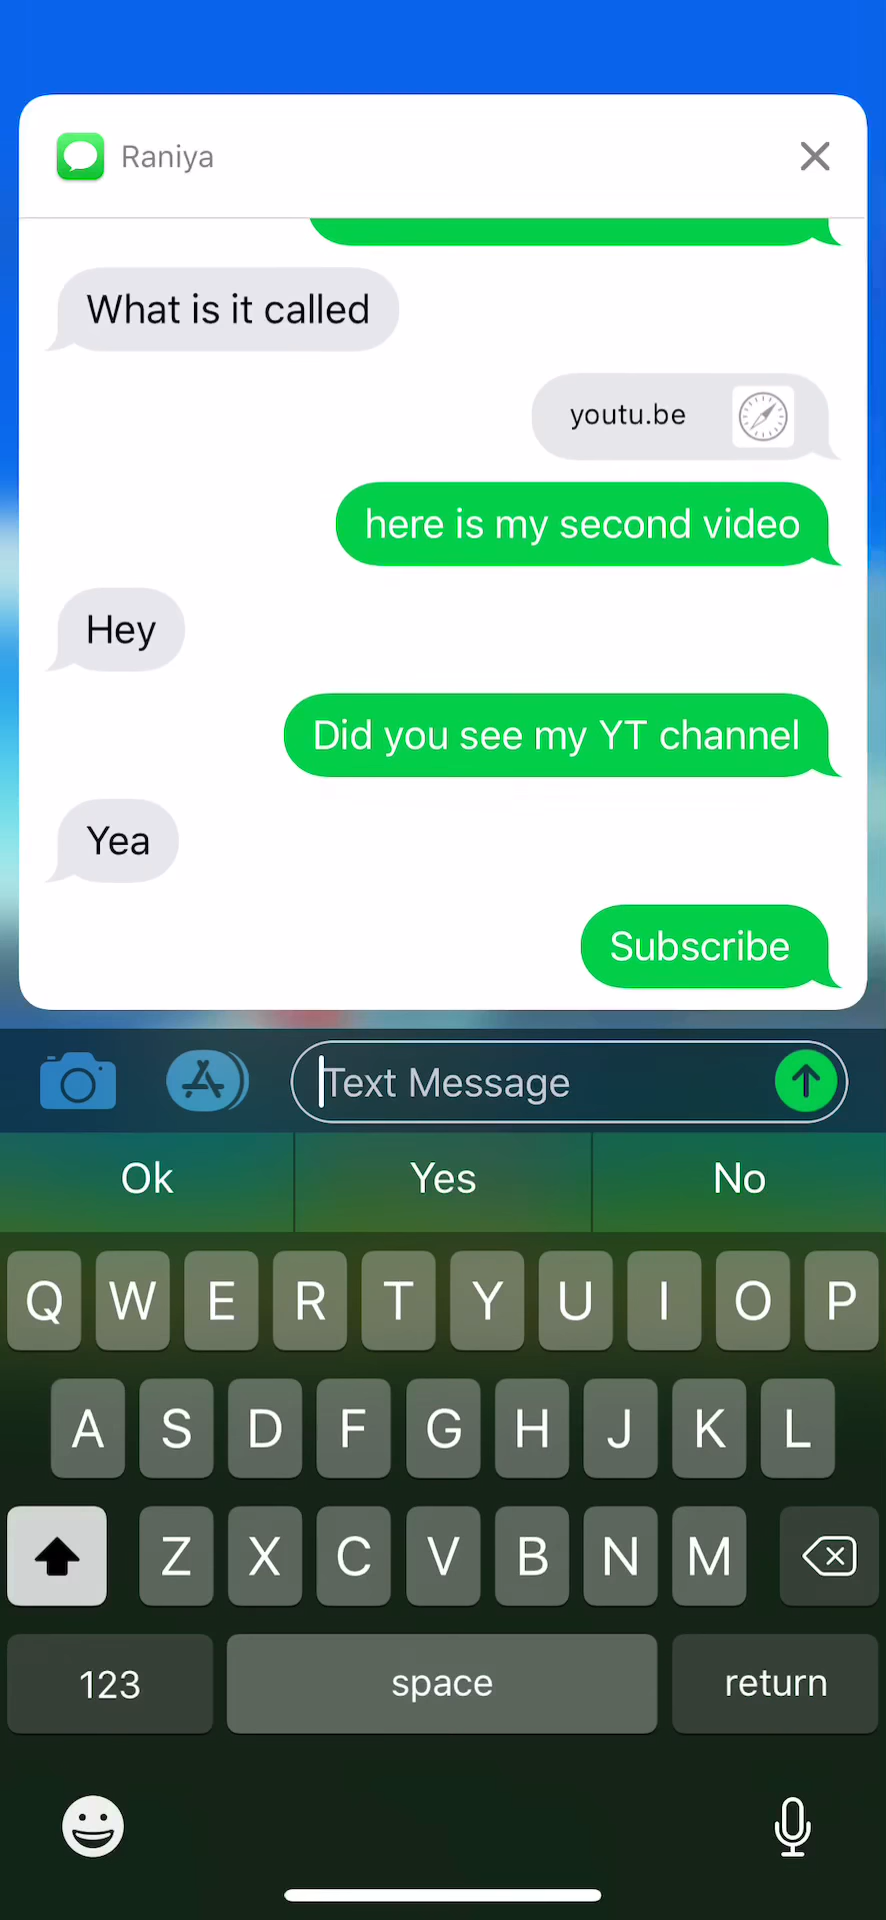 Raniya
What is it called
youtu.be
here is my second video
Hey
Did you see my YT channel
Yea
Subscribe
Text Message
Ok Yes No
Q W E R T Y U I O P
A S D F G H J K L
Z X C V B N M
123 space return